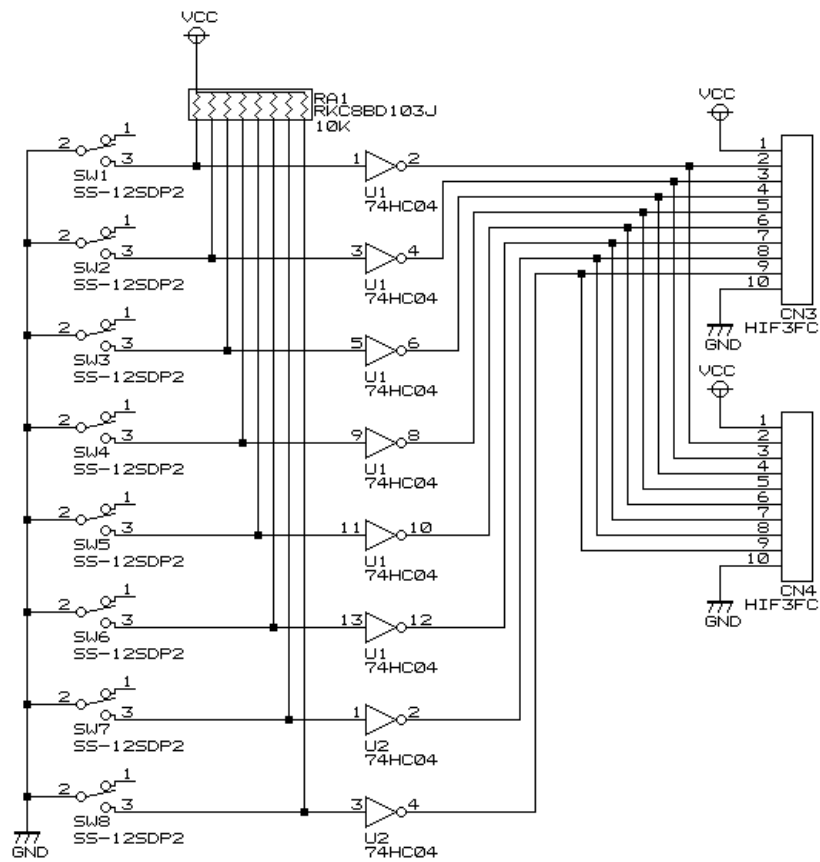 VCC
RA1
RKC8BD103J
10K
2 1
3
SW1
SS-12SDP2
1 2
U1
74HC04
2 1
3
SW2
SS-12SDP2
3 4
U1
74HC04
2 1
3
SW3
SS-12SDP2
5 6
U1
74HC04
2 1
3
SW4
SS-12SDP2
9 8
U1
74HC04
2 1
3
SW5
SS-12SDP2
11 10
U1
74HC04
2 1
3
SW6
SS-12SDP2
13 12
U1
74HC04
2 1
3
SW7
SS-12SDP2
1 2
U2
74HC04
2 1
3
SW8
SS-12SDP2
3 4
U2
74HC04
GND
VCC
1
2
3
4
5
6
7
8
9
10
CN3
HIF3FC
GND
VCC
1
2
3
4
5
6
7
8
9
10
CN4
HIF3FC
GND